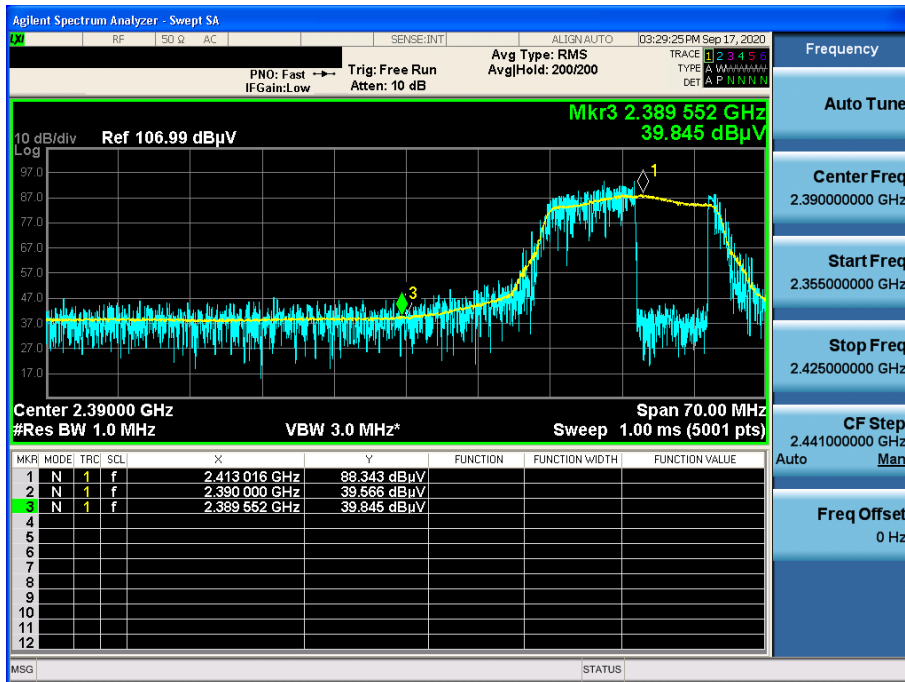 Agilent Spectrum Analyzer - Swept SA
LXI RF 50 Ω AC SENSE:INT ALIGN AUTO 03:29:25 PM Sep 17, 2020
PNO: Fast Trig: Free Run Avg Type: RMS TRACE 1 2 3 4 5 6
IFGain:Low Atten: 10 dB Avg|Hold: 200/200 TYPE A WWWWW
DET A P N N N N
Mkr3 2.389 552 GHz
39.845 dBµV
10 dB/div Ref 106.99 dBµV
Log
97.0
87.0
77.0
67.0
57.0
47.0
37.0
27.0
17.0
1
3
Center 2.39000 GHz Span 70.00 MHz
#Res BW 1.0 MHz VBW 3.0 MHz* Sweep 1.00 ms (5001 pts)
MKR MODE TRC SCL X Y FUNCTION FUNCTION WIDTH FUNCTION VALUE
1 N 1 f 2.413 016 GHz 88.343 dBµV
2 N 1 f 2.390 000 GHz 39.566 dBµV
3 N 1 f 2.389 552 GHz 39.845 dBµV
4
5
6
7
8
9
10
11
12
MSG STATUS
Frequency
Auto Tune
Center Freq
2.390000000 GHz
Start Freq
2.355000000 GHz
Stop Freq
2.425000000 GHz
CF Step
2.441000000 GHz
Auto Man
Freq Offset
0 Hz